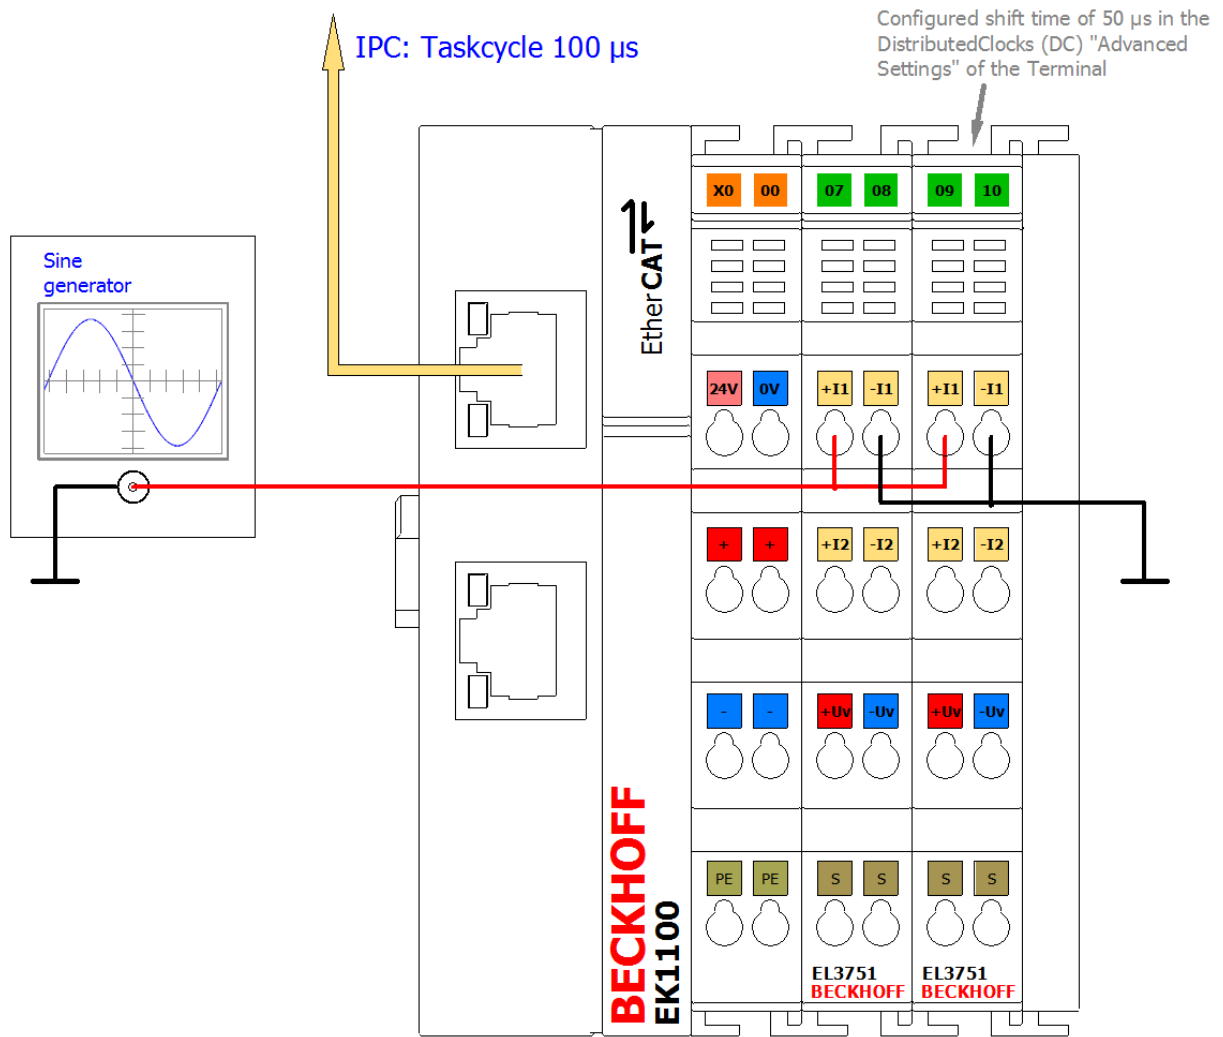 IPC: Taskcycle 100 µs
Configured shift time of 50 µs in the
DistributedClocks (DC) "Advanced
Settings" of the Terminal
Sine
generator
EtherCAT
X0 00 07 08 09 10
24V 0V +I1 -I1 +I1 -I1
+ + +I2 -I2 +I2 -I2
- - +Uv -Uv +Uv -Uv
PE PE S S S S
BECKHOFF
EK1100
EL3751
BECKHOFF
EL3751
BECKHOFF